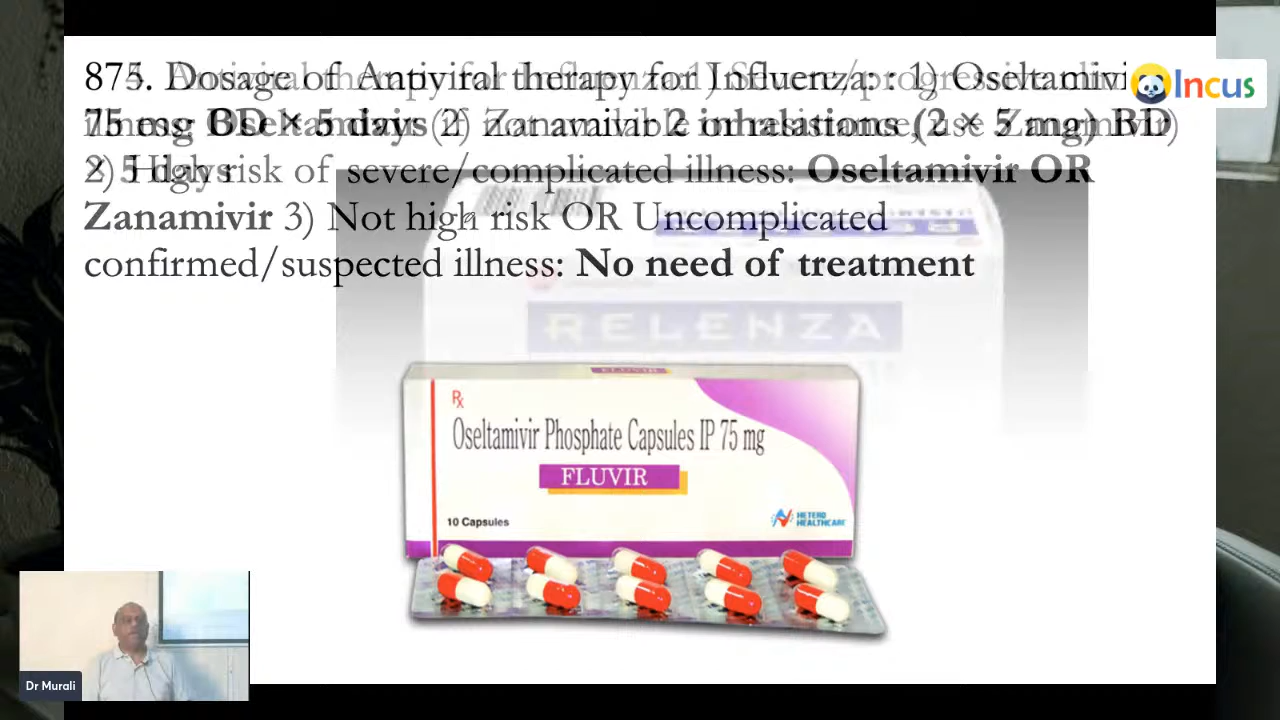 875. Dosage of Antiviral therapy for Influenza: 1)
75 mg BD × 5 days 2) Zanamivir 2 inhalations (2 × 5 mg) BD
× 5 days
2) High risk of severe/complicated illness: Oseltamivir OR
Zanamivir 3) Not high risk OR Uncomplicated
confirmed/suspected illness: No need of treatment
Incus
RELENZA
FLUVIR
Rx
Oseltamivir Phosphate Capsules IP 75 mg
FLUVIR
10 Capsules
HETERO
HEALTHCARE
Dr Murali